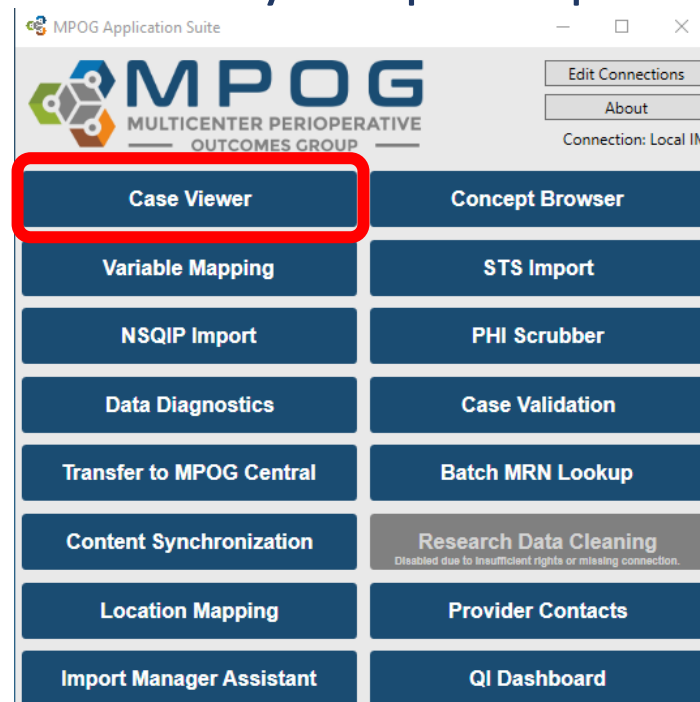 MPOG Application Suite
MPOG
MULTICENTER PERIOPERATIVE
OUTCOMES GROUP
Edit Connections
About
Connection: Local
Case Viewer
Concept Browser
Variable Mapping
STS Import
NSQIP Import
PHI Scrubber
Data Diagnostics
Case Validation
Transfer to MPOG Central
Batch MRN Lookup
Content Synchronization
Research Data Cleaning
Disabled due to insufficient rights or missing connection.
Location Mapping
Provider Contacts
Import Manager Assistant
QI Dashboard